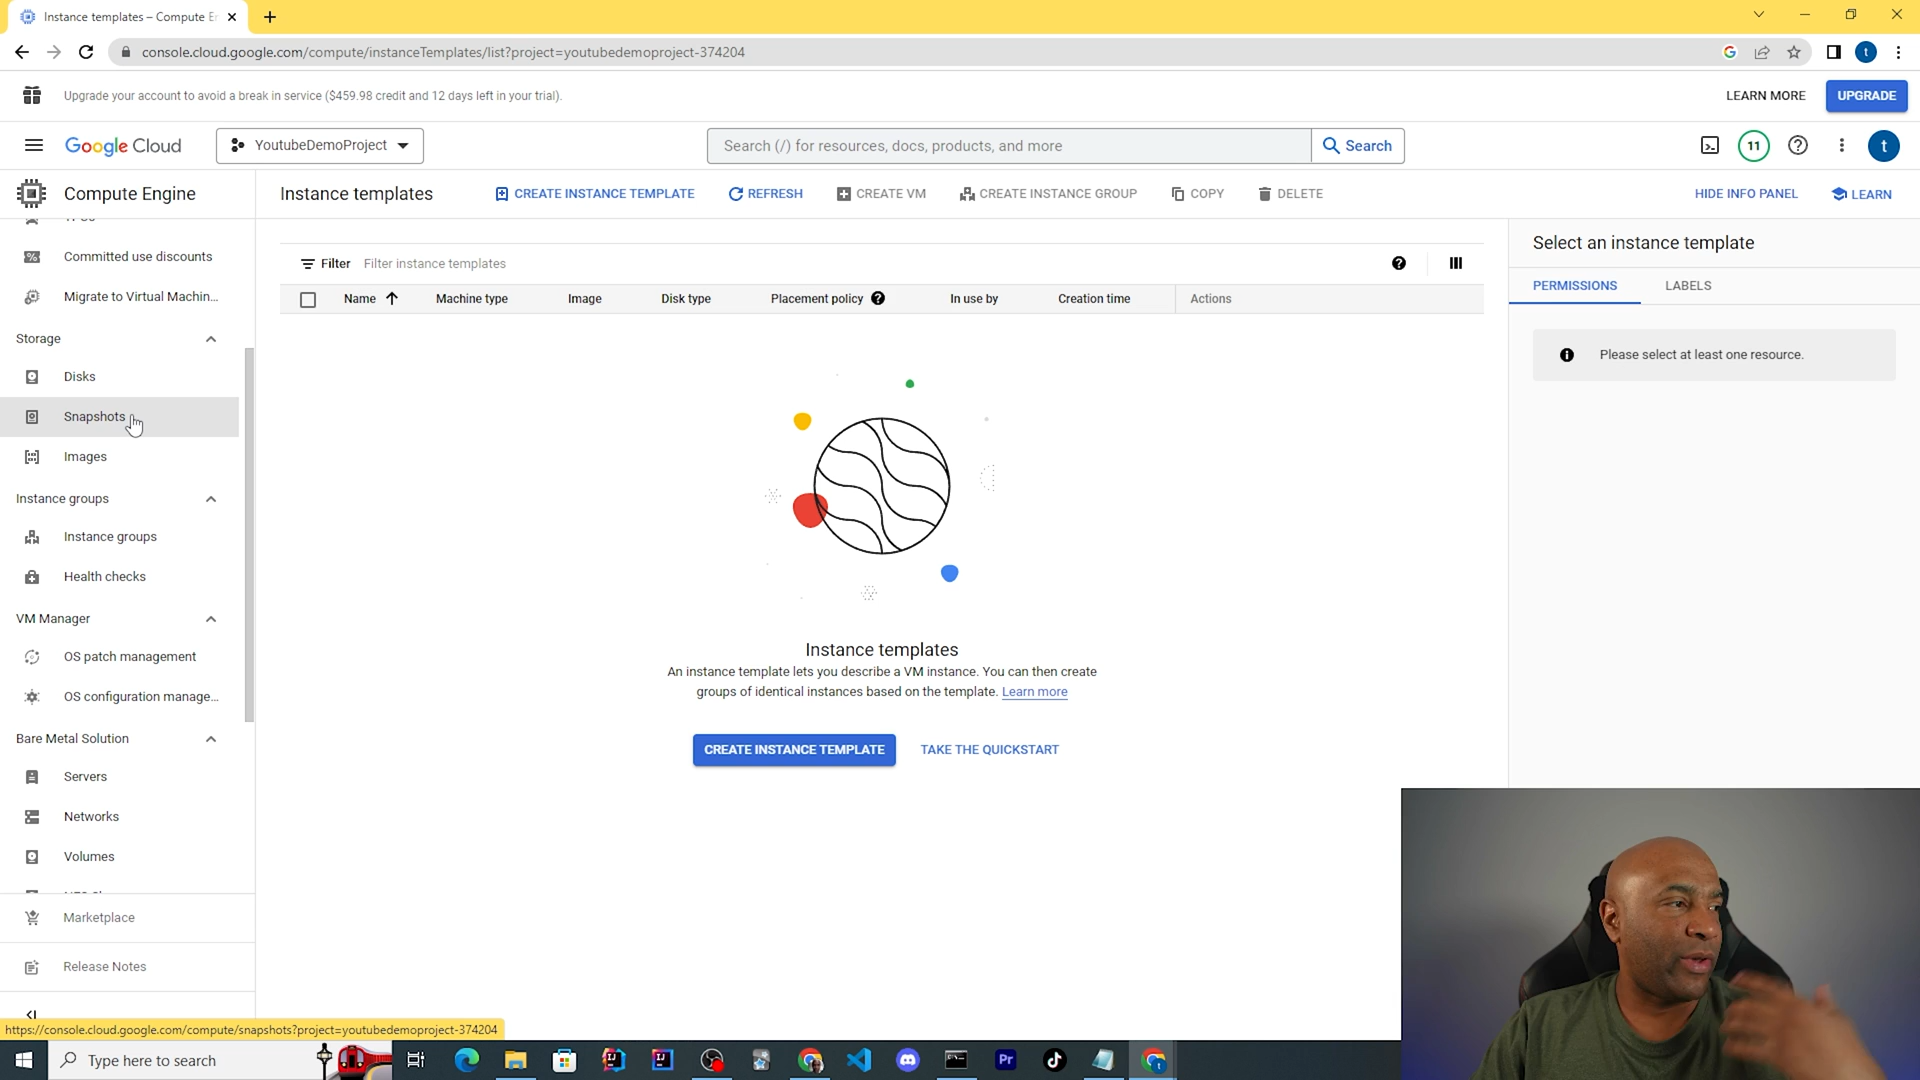 Instance templates – Compute En
console.cloud.google.com/compute/instanceTemplates/list?project=youtubedemoproject-374204
t
Upgrade your account to avoid a break in service ($459.98 credit and 12 days left in your trial).
LEARN MORE
UPGRADE
Google Cloud
YoutubeDemoProject
Search (/) for resources, docs, products, and more
Search
11
t
Compute Engine
Instance templates
CREATE INSTANCE TEMPLATE
REFRESH
CREATE VM
CREATE INSTANCE GROUP
COPY
DELETE
HIDE INFO PANEL
LEARN
Committed use discounts
Migrate to Virtual Machin...
Storage
Disks
Snapshots
Images
Instance groups
Instance groups
Health checks
VM Manager
OS patch management
OS configuration manage...
Bare Metal Solution
Servers
Networks
Volumes
Marketplace
Release Notes
Filter
Filter instance templates
Name
Machine type
Image
Disk type
Placement policy
In use by
Creation time
Actions
Instance templates
An instance template lets you describe a VM instance. You can then create
groups of identical instances based on the template. Learn more
CREATE INSTANCE TEMPLATE
TAKE THE QUICKSTART
Select an instance template
PERMISSIONS
LABELS
Please select at least one resource.
https://console.cloud.google.com/compute/snapshots?project=youtubedemoproject-374204
Type here to search